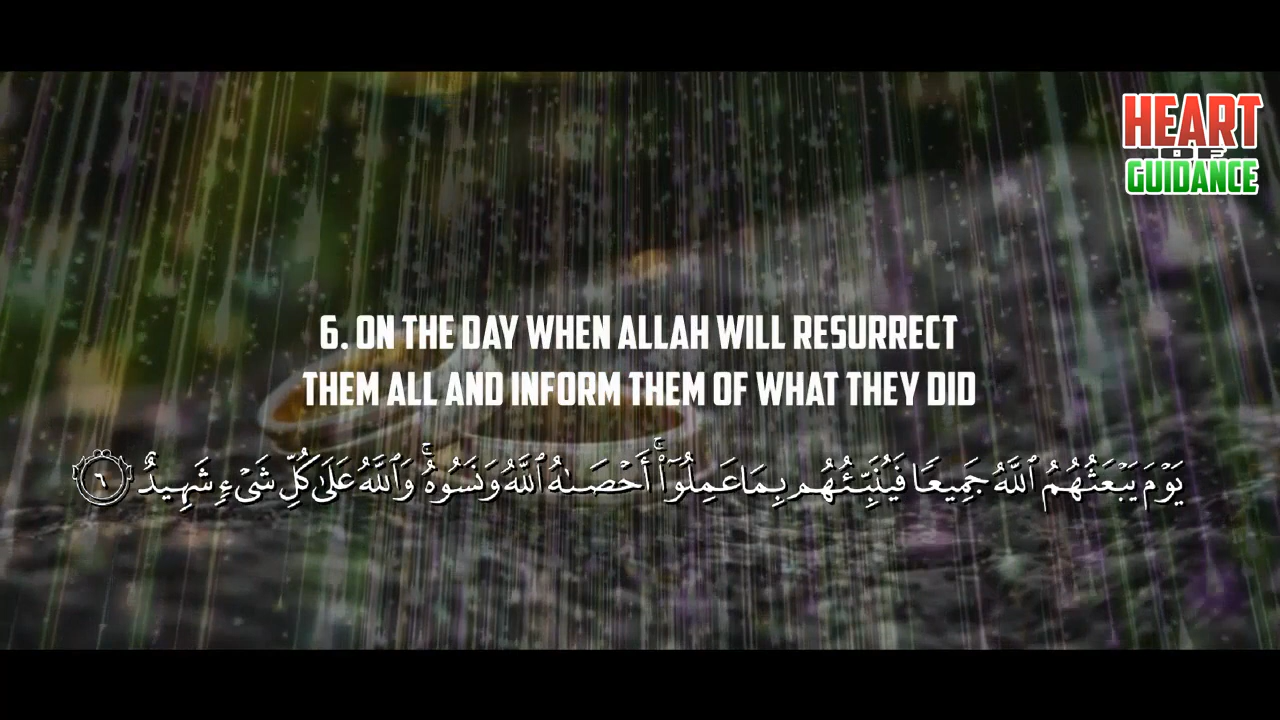 HEART
OF
GUIDANCE
6. ON THE DAY WHEN ALLAH WILL RESURRECT
THEM ALL AND INFORM THEM OF WHAT THEY DID
يَوْمَ يَبْعَثُهُمُ ٱللَّهُ جَمِيعًا فَيُنَبِّئُهُم بِمَا عَمِلُوٓا۟ ۚ أَحْصَىٰهُ ٱللَّهُ وَنَسُوهُ ۚ وَٱللَّهُ عَلَىٰ كُلِّ شَىْءٍ شَهِيدٌ ٦